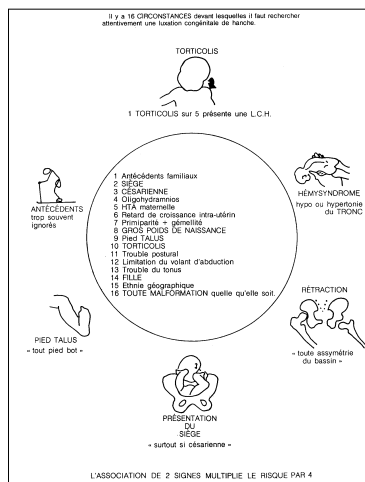 Il y a 16 CIRCONSTANCES devant lesquelles il faut rechercher
attentivement une luxation congénitale de hanche.
TORTICOLIS
1 TORTICOLIS sur 5 présente une L.C.H.
ANTÉCÉDENTS
trop souvent
ignorés
1 Antécédents familiaux
2 SIÈGE
3 CÉSARIENNE
4 Oligohydramnios
5 HTA maternelle
6 Retard de croissance intra-utérin
7 Primiparité + gémellité
8 GROS POIDS DE NAISSANCE
9 Pied TALUS
10 TORTICOLIS
11 Trouble postural
12 Limitation du volant d'abduction
13 Trouble du tonus
14 FILLE
15 Ethnie géographique
16 TOUTE MALFORMATION quelle qu'elle soit.
HÉMYSYNDROME
hypo ou hypertonie
du TRONC
PIED TALUS
« tout pied bot »
RÉTRACTION
« toute assymétrie
du bassin »
PRÉSENTATION
DU
SIÈGE
« surtout si césarienne »
L'ASSOCIATION DE 2 SIGNES MULTIPLIE LE RISQUE PAR 4